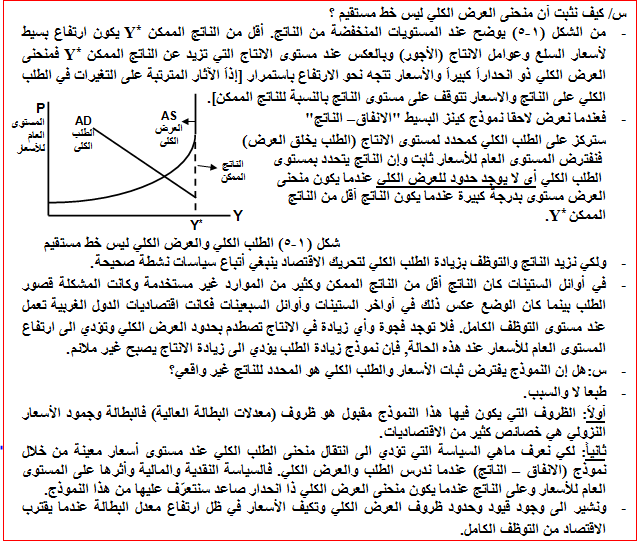 س/ كيف نثبت أن منحنى العرض الكلي ليس خط مستقيم ؟
- من الشكل (١-٥) يوضح عند المستويات المنخفضة من الناتج. أقل من الناتج الممكن Y* يكون ارتفاع بسيط
لأسعار السلع وعوامل الانتاج (الأجور) وبالعكس عند مستوى الانتاج التي تزيد عن الناتج الممكن Y* فمنحنى
العرض الكلي ذو انحداراً كبيراً والأسعار تتجه نحو الارتفاع باستمرار [إذاً الآثار المترتبة على التغيرات في الطلب
الكلي على الناتج والاسعار تتوقف على مستوى الناتج بالنسبة للناتج الممكن].
- فعندما نعرض لاحقا نموذج كينز البسيط "الانفاق– الناتج"
ستركز على الطلب الكلي كمحدد لمستوى الانتاج (الطلب يخلق العرض)
فنفترض المستوى العام للأسعار ثابت وإن الناتج يتحدد بمستوى
الطلب الكلي أي لا يوجد حدود للعرض الكلي عندما يكون منحنى
العرض مستوى بدرجة كبيرة عندما يكون الناتج أقل من الناتج
الممكن Y*.
P
المستوى
العام
للأسعار
AD
الطلب
الكلي
AS
العرض
الكلي
الناتج
الممكن
Y*
Y
شكل (١-٥) الطلب الكلي والعرض الكلي ليس خط مستقيم
- ولكي نزيد الناتج والتوظف بزيادة الطلب الكلي لتحريك الاقتصاد ينبغي أتباع سياسات نشطة صحيحة.
- في أوائل الستينات كان الناتج أقل من الناتج الممكن وكثير من الموارد غير مستخدمة وكانت المشكلة قصور
الطلب بينما كان الوضع عكس ذلك في أواخر الستينات وأوائل السبعينات فكانت اقتصاديات الدول الغربية تعمل
عند مستوى التوظف الكامل. فلا توجد فجوة وأي زيادة في الانتاج تصطدم بحدود العرض الكلي وتؤدي الى ارتفاع
المستوى العام للأسعار عند هذه الحالة, فإن نموذج زيادة الطلب يؤدي الى زيادة الانتاج يصبح غير ملائم.
- س:هل إن النموذج يفترض ثبات الأسعار والطلب الكلي هو المحدد للناتج غير واقعي؟
- طبعا لا والسبب.
أولاً: الظروف التي يكون فيها هذا النموذج مقبول هو ظروف (معدلات البطالة العالية) فالبطالة وجمود الأسعار
النزولي هي خصائص كثير من الاقتصاديات.
ثانياً: لكي نعرف ماهي السياسة التي تؤدي الى انتقال منحنى الطلب الكلي عند مستوى أسعار معينة من خلال
نموذج (الانفاق – الناتج) عندما ندرس الطلب والعرض الكلي. فالسياسة النقدية والمالية وأثرها على المستوى
العام للأسعار وعلى الناتج عندما يكون منحنى العرض الكلي ذا انحدار صاعد سنتعرّف عليها من هذا النموذج.
- ونشير الى وجود قيود وحدود ظروف العرض الكلي وتكيف الأسعار في ظل ارتفاع معدل البطالة عندما يقترب
الاقتصاد من التوظف الكامل.